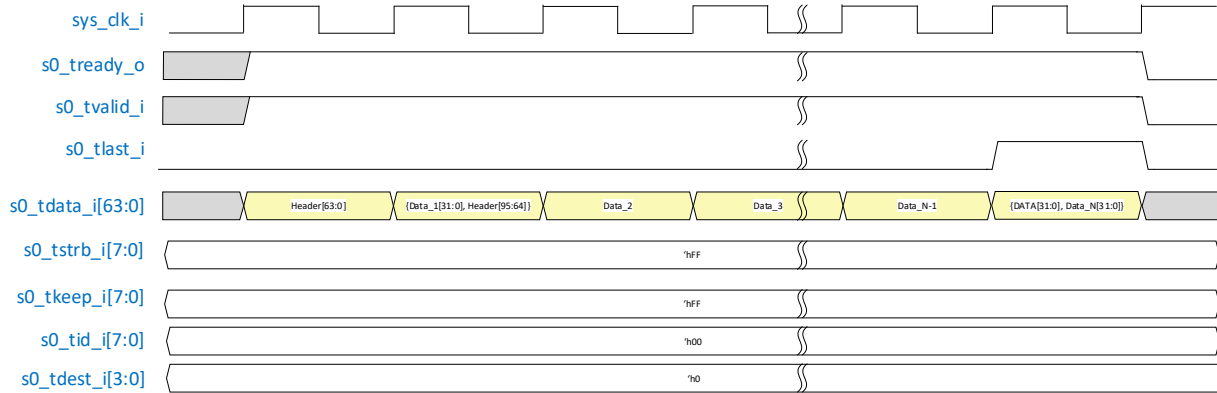 sys_clk_i
s0_tready_o
s0_tvalid_i
s0_tlast_i
s0_tdata_i[63:0] Header[63:0] {Data_1[31:0], Header[95:64]} Data_2 Data_3 Data_N-1 {DATA[31:0], Data_N[31:0]}
s0_tstrb_i[7:0] 'hFF
s0_tkeep_i[7:0] 'hFF
s0_tid_i[7:0] 'h00
s0_tdest_i[3:0] 'h0